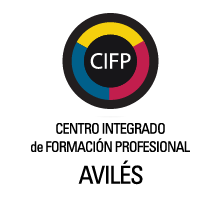 CIFP
CENTRO INTEGRADO
de FORMACIÓN PROFESIONAL
AVILÉS